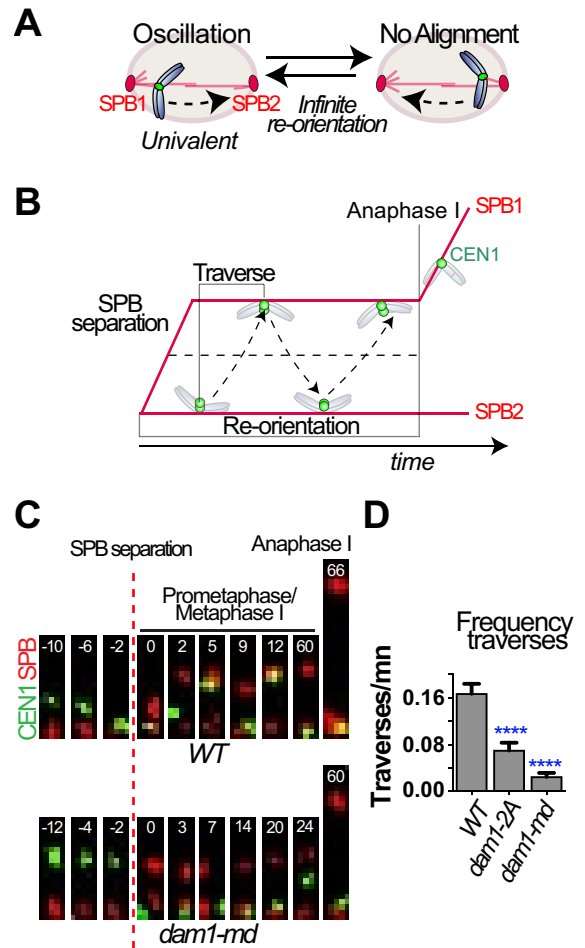 A
Oscillation
No Alignment
SPB1
SPB2
Infinite
re-orientation
Univalent
B
Anaphase I
SPB1
CEN1
Traverse
SPB
separation
SPB2
Re-orientation
time
C
SPB separation
Anaphase I
Prometaphase/
Metaphase I
CEN1 SPB
-10 -6 -2 0 2 5 9 12 60 66
WT
-12 -4 -2 0 3 7 14 20 24 60
dam1-md
D
Frequency
traverses
Traverses/mn
0.16
0.08
0.00
****
****
WT
dam1-2A
dam1-md